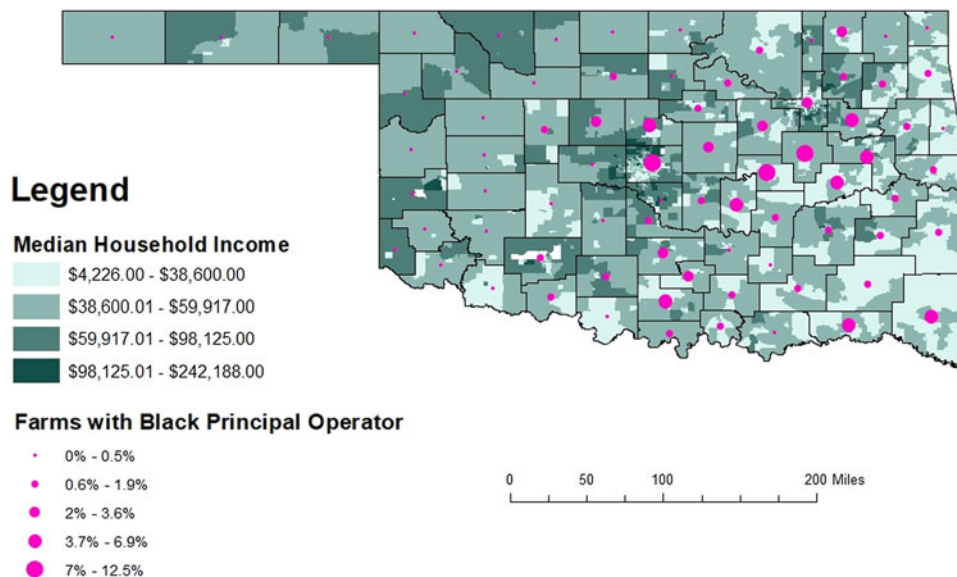 Legend
Median Household Income
$4,226.00 - $38,600.00
$38,600.01 - $59,917.00
$59,917.01 - $98,125.00
$98,125.01 - $242,188.00
Farms with Black Principal Operator
0% - 0.5%
0.6% - 1.9%
2% - 3.6%
3.7% - 6.9%
7% - 12.5%
0 50 100 200 Miles